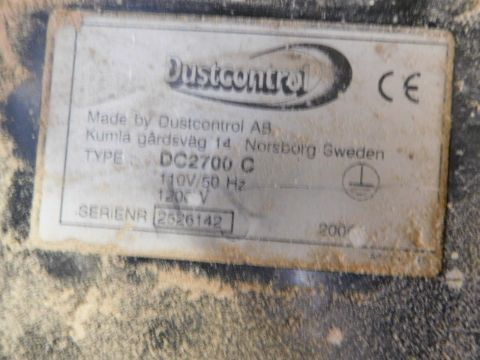 Dustcontrol
CE
Made by Dustcontrol AB
Kumla gårdsväg 14, Norsborg Sweden
TYPE : DC2700 C
110V/50 Hz
SERIENR 2526142